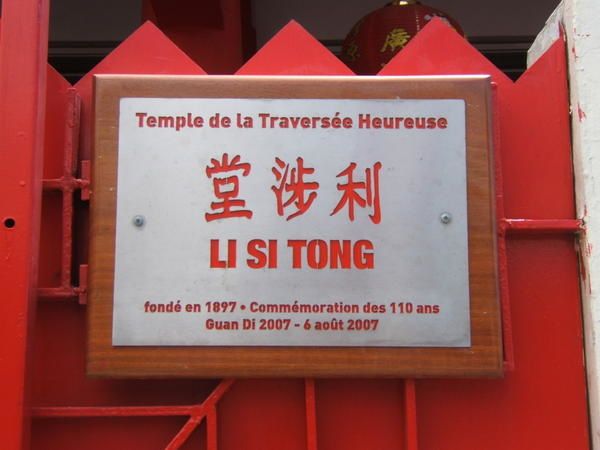 廣
Temple de la Traversée Heureuse
堂涉利
LI SI TONG
fondé en 1897 • Commémoration des 110 ans
Guan Di 2007 - 6 août 2007